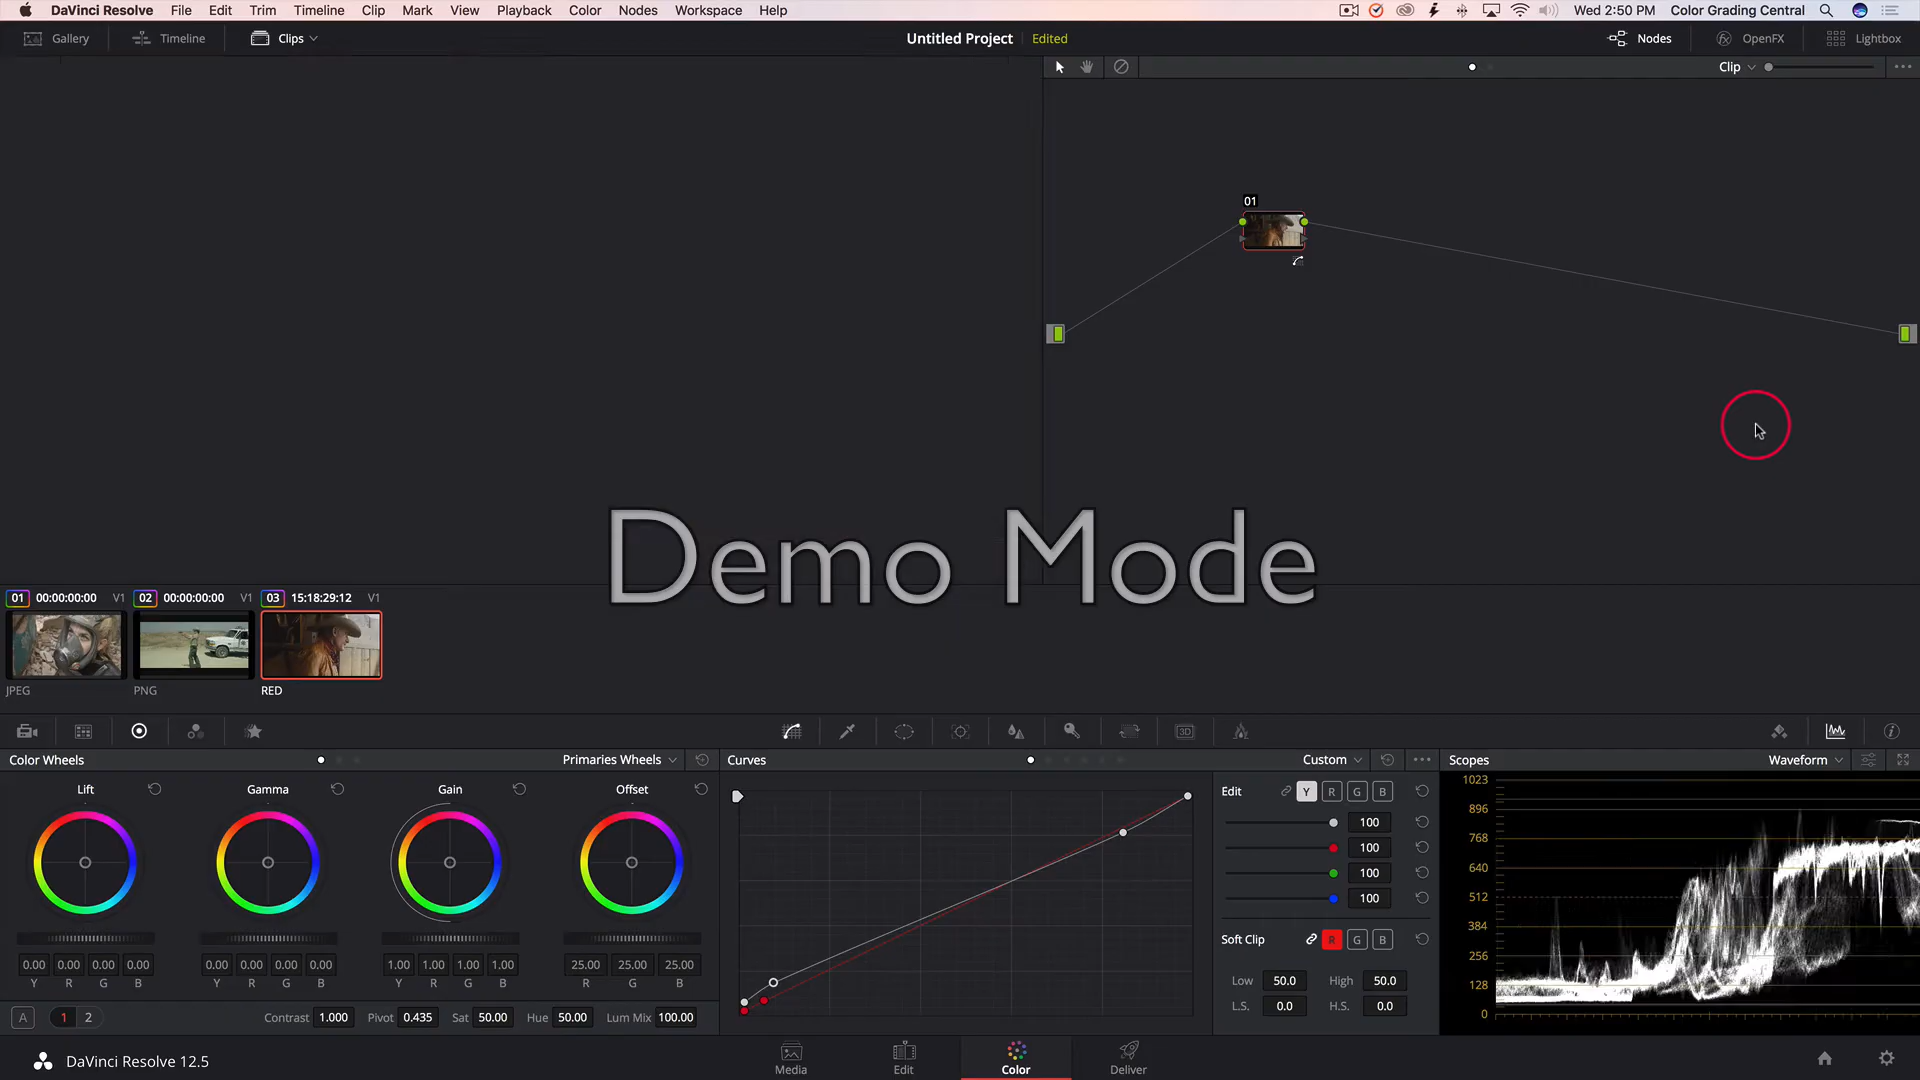 DaVinci Resolve File Edit Trim Timeline Clip Mark View Playback Color Nodes Workspace Help Wed 2:50 PM Color Grading Central
Gallery Timeline Clips Untitled Project Edited Nodes OpenFX Lightbox
Clip
01
Demo Mode
01 00:00:00:00 V1 02 00:00:00:00 V1 03 15:18:29:12 V1
JPEG PNG RED
3D
Color Wheels Primaries Wheels Curves Custom Scopes Waveform
Lift Gamma Gain Offset
Edit Y R G B
100
100
100
100
Soft Clip R G B
Low 50.0 High 50.0
L.S. 0.0 H.S. 0.0
1023
896
768
640
512
384
256
128
0
0.00 0.00 0.00 0.00 0.00 0.00 0.00 0.00 1.00 1.00 1.00 1.00 25.00 25.00 25.00
Y R G B Y R G B Y R G B R G B
A 1 2 Contrast 1.000 Pivot 0.435 Sat 50.00 Hue 50.00 Lum Mix 100.00
DaVinci Resolve 12.5 Media Edit Color Deliver